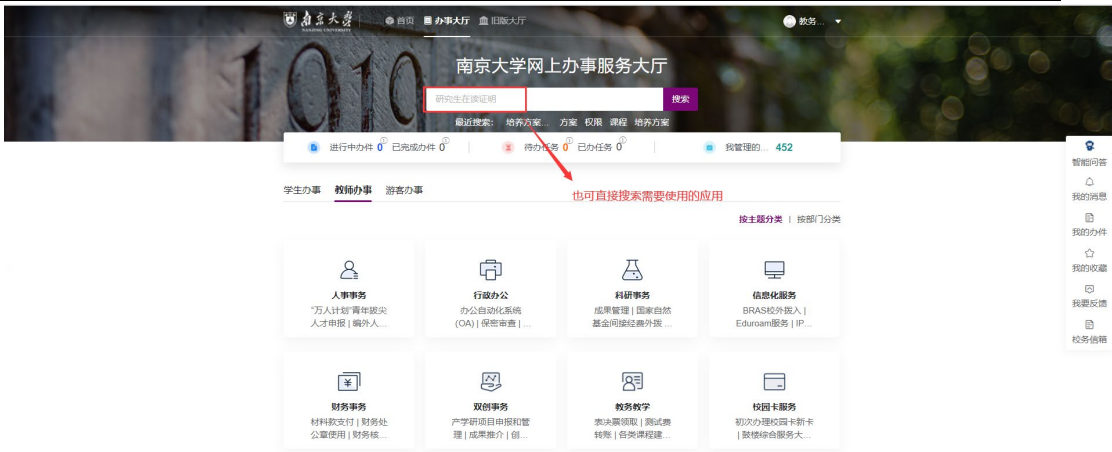 南京大学
NANJING UNIVERSITY
首页 办事大厅 旧版大厅
教务...
南京大学网上办事服务大厅
研究生在读证明
搜索
最近搜索: 培养方案... 方案 权限 课程 培养方案
进行中办件 0 已完成办件 0
待办任务 0 已办任务 0
我管理的... 452
学生办事 教师办事 游客办事
也可直接搜索需要使用的应用
按主题分类 | 按部门分类
人事事务
"万人计划"青年拔尖
人才申报 | 编外人...
行政办公
办公自动化系统
(OA) | 保密审查 | ...
科研事务
成果管理 | 国家自然
基金间接经费外拨 ...
信息化服务
BRAS校外拨入 |
Eduroam服务 | IP...
财务事务
材料款支付 | 财务处
公章使用 | 财务核...
双创事务
产学研项目申报和管
理 | 成果推介 | 创...
教务教学
表决票领取 | 测试费
转账 | 各类课程建...
校园卡服务
初次办理校园卡新卡
| 鼓楼综合服务大...
智能问答
我的消息
我的办件
我的收藏
我要反馈
校务信箱